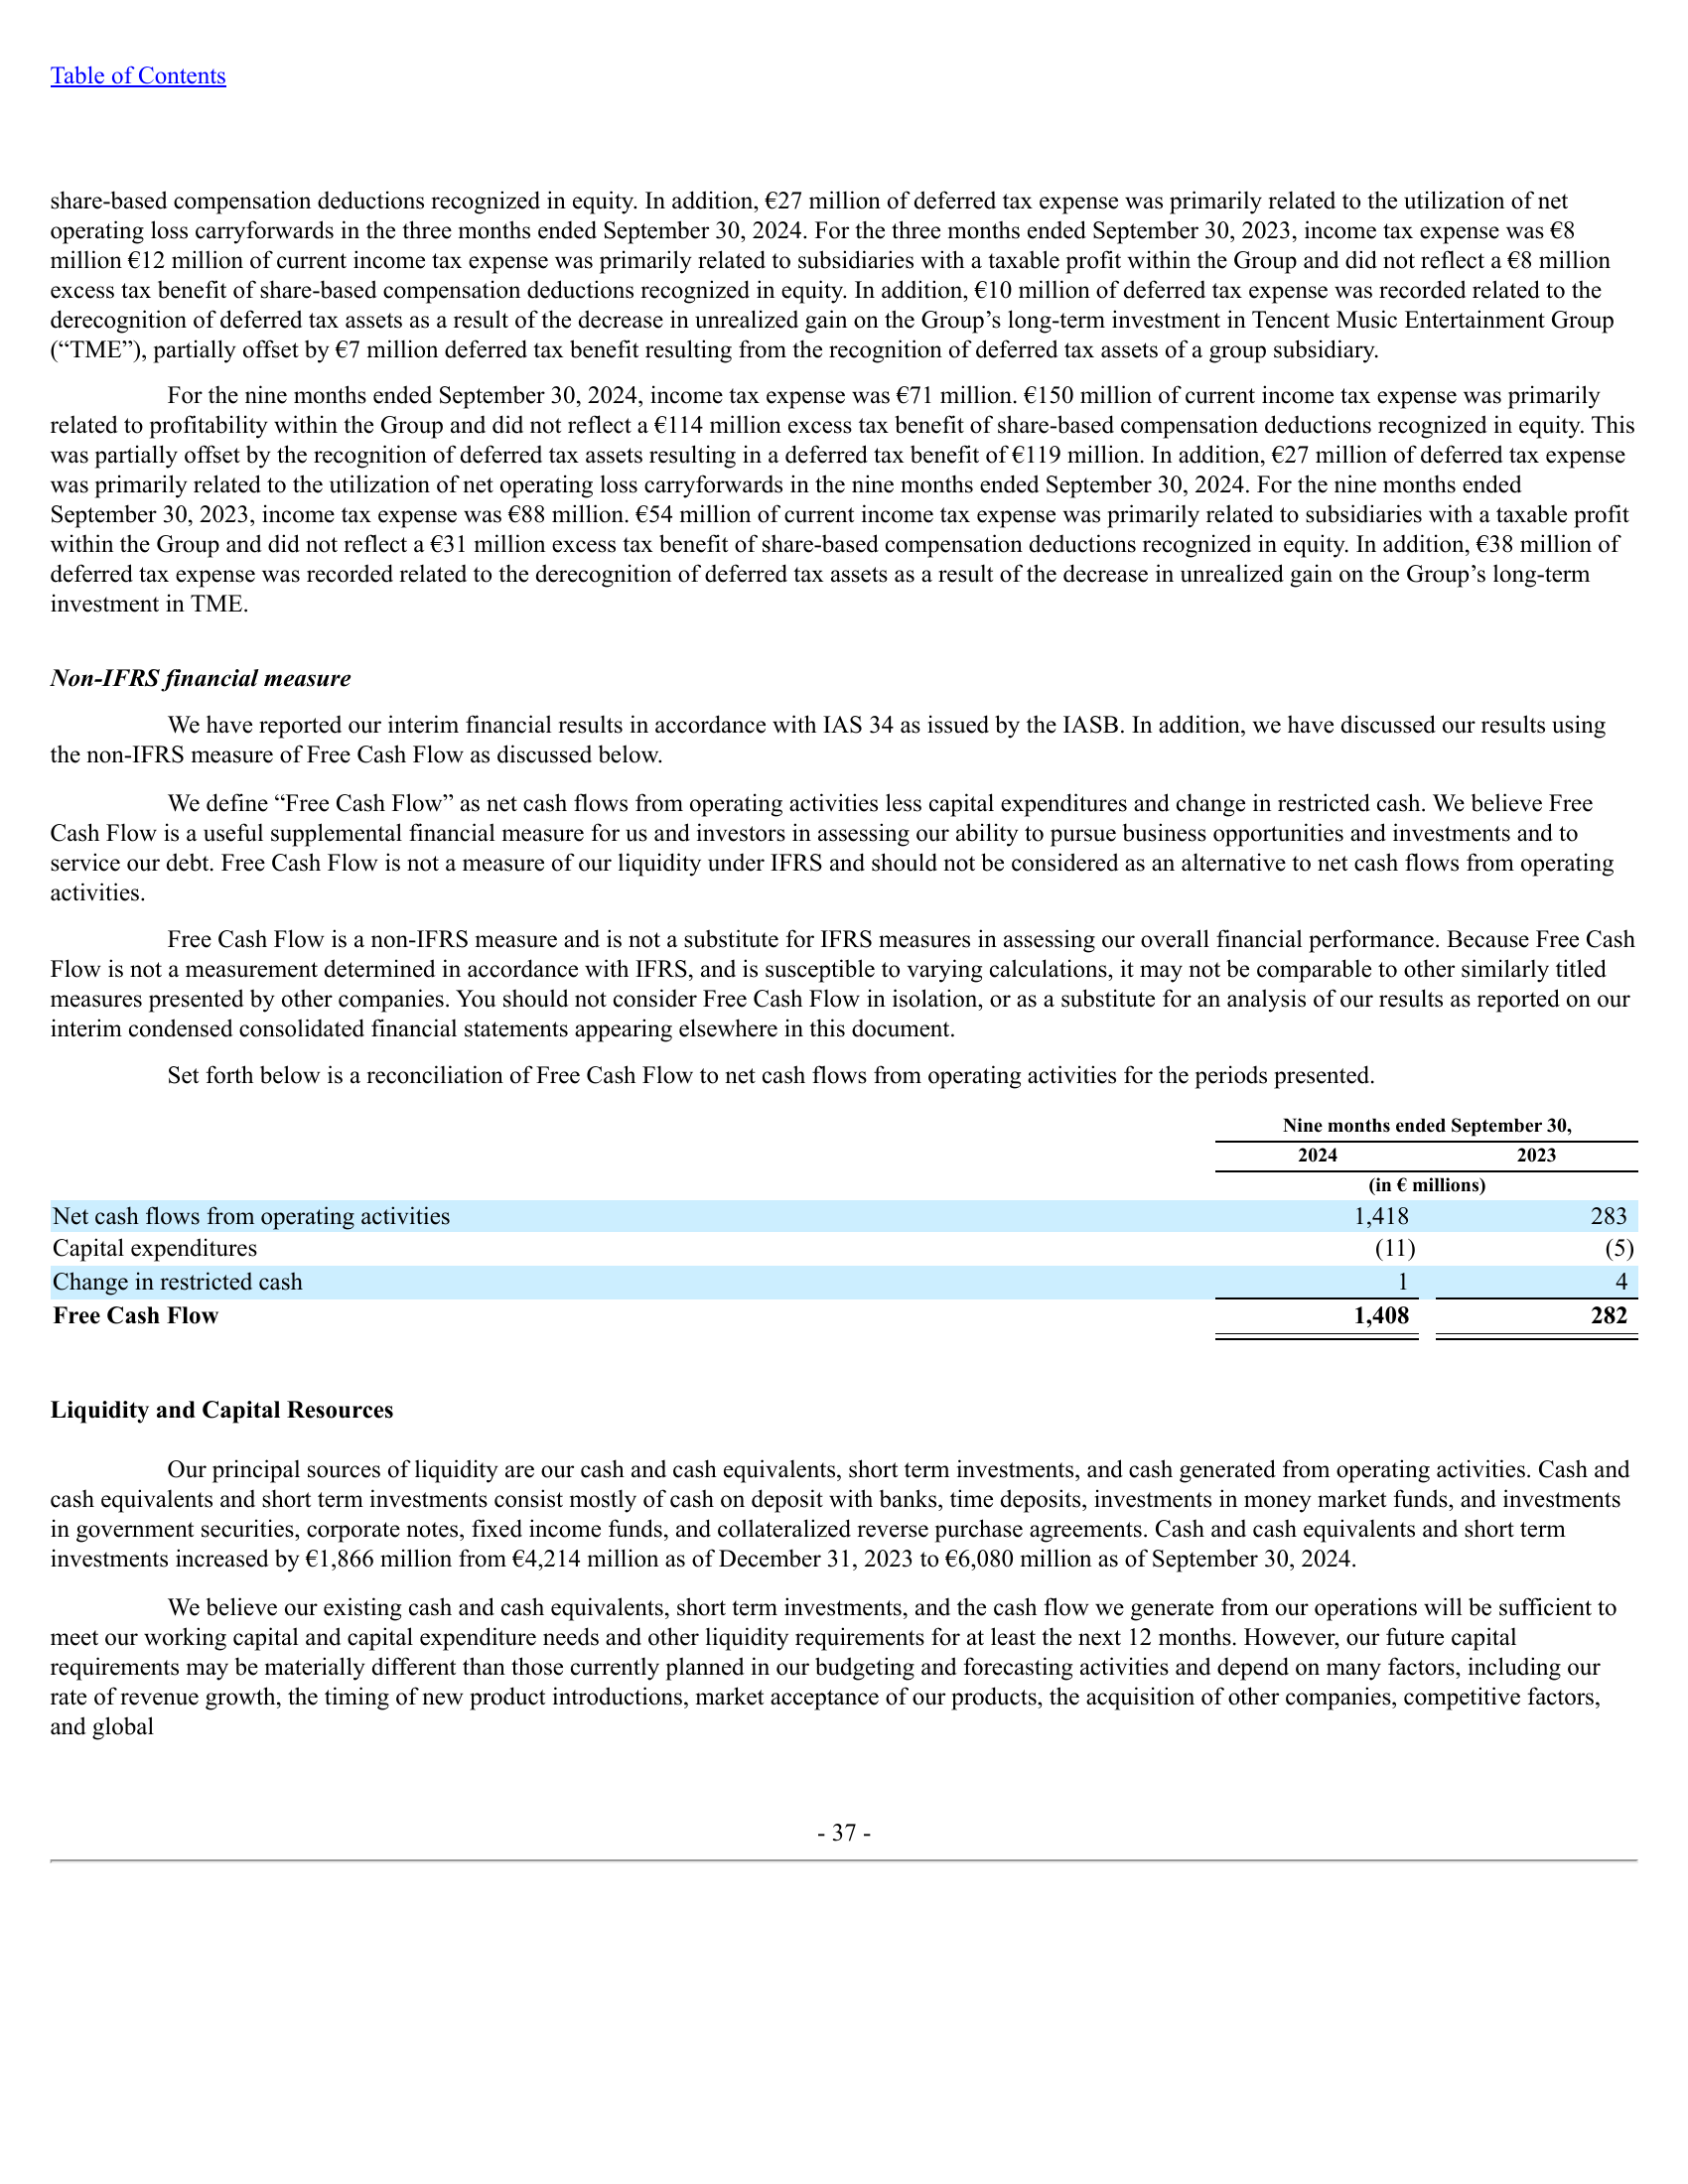 Table of Contents
share-based compensation deductions recognized in equity. In addition, €27 million of deferred tax expense was primarily related to the utilization of net
operating loss carryforwards in the three months ended September 30, 2024. For the three months ended September 30, 2023, income tax expense was €8
million €12 million of current income tax expense was primarily related to subsidiaries with a taxable profit within the Group and did not reflect a €8 million
excess tax benefit of share-based compensation deductions recognized in equity. In addition, €10 million of deferred tax expense was recorded related to the
derecognition of deferred tax assets as a result of the decrease in unrealized gain on the Group’s long-term investment in Tencent Music Entertainment Group
(“TME”), partially offset by €7 million deferred tax benefit resulting from the recognition of deferred tax assets of a group subsidiary.
For the nine months ended September 30, 2024, income tax expense was €71 million. €150 million of current income tax expense was primarily
related to profitability within the Group and did not reflect a €114 million excess tax benefit of share-based compensation deductions recognized in equity. This
was partially offset by the recognition of deferred tax assets resulting in a deferred tax benefit of €119 million. In addition, €27 million of deferred tax expense
was primarily related to the utilization of net operating loss carryforwards in the nine months ended September 30, 2024. For the nine months ended
September 30, 2023, income tax expense was €88 million. €54 million of current income tax expense was primarily related to subsidiaries with a taxable profit
within the Group and did not reflect a €31 million excess tax benefit of share-based compensation deductions recognized in equity. In addition, €38 million of
deferred tax expense was recorded related to the derecognition of deferred tax assets as a result of the decrease in unrealized gain on the Group’s long-term
investment in TME.
Non-IFRS financial measure
We have reported our interim financial results in accordance with IAS 34 as issued by the IASB. In addition, we have discussed our results using
the non-IFRS measure of Free Cash Flow as discussed below.
We define “Free Cash Flow” as net cash flows from operating activities less capital expenditures and change in restricted cash. We believe Free
Cash Flow is a useful supplemental financial measure for us and investors in assessing our ability to pursue business opportunities and investments and to
service our debt. Free Cash Flow is not a measure of our liquidity under IFRS and should not be considered as an alternative to net cash flows from operating
activities.
Free Cash Flow is a non-IFRS measure and is not a substitute for IFRS measures in assessing our overall financial performance. Because Free Cash
Flow is not a measurement determined in accordance with IFRS, and is susceptible to varying calculations, it may not be comparable to other similarly titled
measures presented by other companies. You should not consider Free Cash Flow in isolation, or as a substitute for an analysis of our results as reported on our
interim condensed consolidated financial statements appearing elsewhere in this document.
Set forth below is a reconciliation of Free Cash Flow to net cash flows from operating activities for the periods presented.
Nine months ended September 30,
2024 2023
(in € millions)
Net cash flows from operating activities 1,418 283
Capital expenditures (11) (5)
Change in restricted cash 1 4
Free Cash Flow 1,408 282
Liquidity and Capital Resources
Our principal sources of liquidity are our cash and cash equivalents, short term investments, and cash generated from operating activities. Cash and
cash equivalents and short term investments consist mostly of cash on deposit with banks, time deposits, investments in money market funds, and investments
in government securities, corporate notes, fixed income funds, and collateralized reverse purchase agreements. Cash and cash equivalents and short term
investments increased by €1,866 million from €4,214 million as of December 31, 2023 to €6,080 million as of September 30, 2024.
We believe our existing cash and cash equivalents, short term investments, and the cash flow we generate from our operations will be sufficient to
meet our working capital and capital expenditure needs and other liquidity requirements for at least the next 12 months. However, our future capital
requirements may be materially different than those currently planned in our budgeting and forecasting activities and depend on many factors, including our
rate of revenue growth, the timing of new product introductions, market acceptance of our products, the acquisition of other companies, competitive factors,
and global
- 37 -